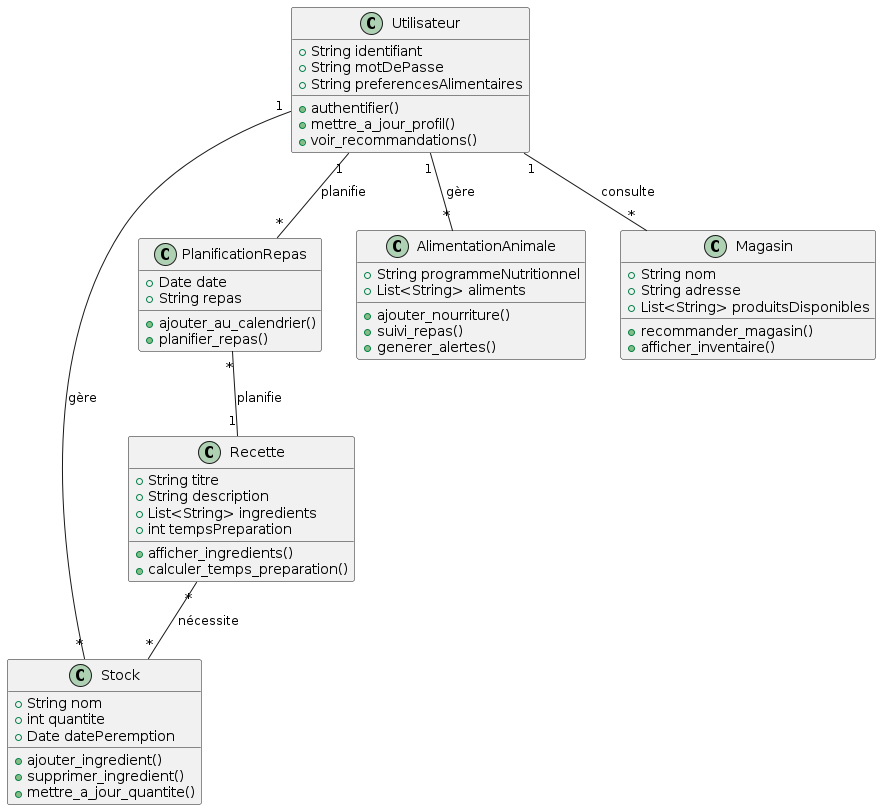 C Utilisateur
String identifiant
String motDePasse
String preferencesAlimentaires
authentifier()
mettre_a_jour_profil()
voir_recommandations()
1
1
1
1
planifie
gère
consulte
*
*
*
C PlanificationRepas
Date date
String repas
ajouter_au_calendrier()
planifier_repas()
C AlimentationAnimale
String programmeNutritionnel
List<String> aliments
ajouter_nourriture()
suivi_repas()
generer_alertes()
C Magasin
String nom
String adresse
List<String> produitsDisponibles
recommander_magasin()
afficher_inventaire()
*
gère
planifie
1
C Recette
String titre
String description
List<String> ingredients
int tempsPreparation
afficher_ingredients()
calculer_temps_preparation()
*
nécessite
*
*
C Stock
String nom
int quantite
Date datePeremption
ajouter_ingredient()
supprimer_ingredient()
mettre_a_jour_quantite()